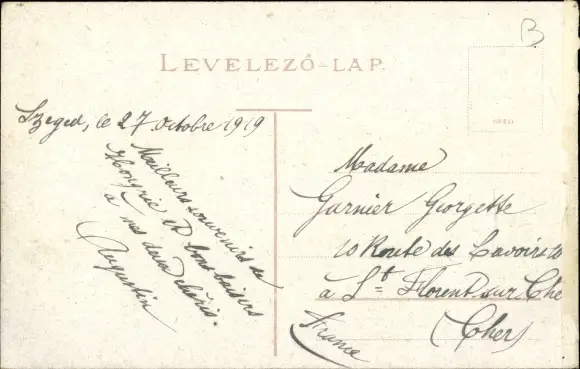 B
LEVELEZŐ-LAP.
Szeged, le 27 octobre 1919
Meilleurs souvenirs de
Hongrie et bons baisers
à mes deux chéris.
Augustin
Madame
Garnier Georgette
10 Route des Lavoirs 10
à St Florent sur Cher
(Cher)
France